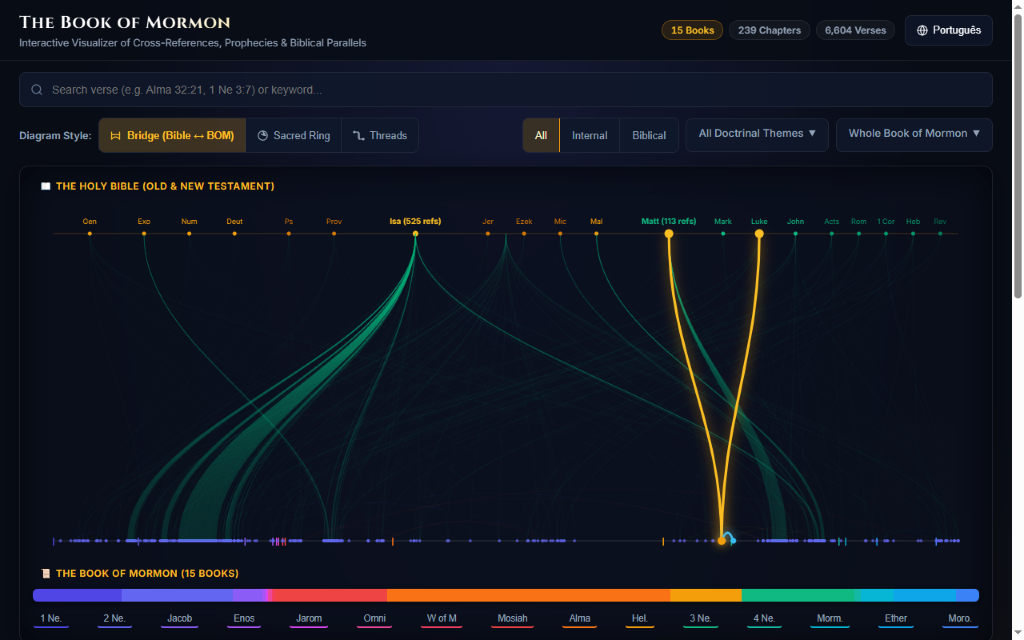 THE BOOK OF MORMON
Interactive Visualizer of Cross-References, Prophecies & Biblical Parallels
15 Books 239 Chapters 6,604 Verses Português
Search verse (e.g. Alma 32:21, 1 Ne 3:7) or keyword...
Diagram Style: Bridge (Bible ↔ BOM) Sacred Ring Threads All Internal Biblical All Doctrinal Themes ▼ Whole Book of Mormon ▼
THE HOLY BIBLE (OLD & NEW TESTAMENT)
Gen Exo Num Deut Ps Prov Isa (525 refs) Jer Ezek Mic Mal Matt (113 refs) Mark Luke John Acts Rom 1 Cor Heb Rev
THE BOOK OF MORMON (15 BOOKS)
1 Ne. 2 Ne. Jacob Enos Jarom Omni W of M Mosiah Alma Hel. 3 Ne. 4 Ne. Morm. Ether Moro.